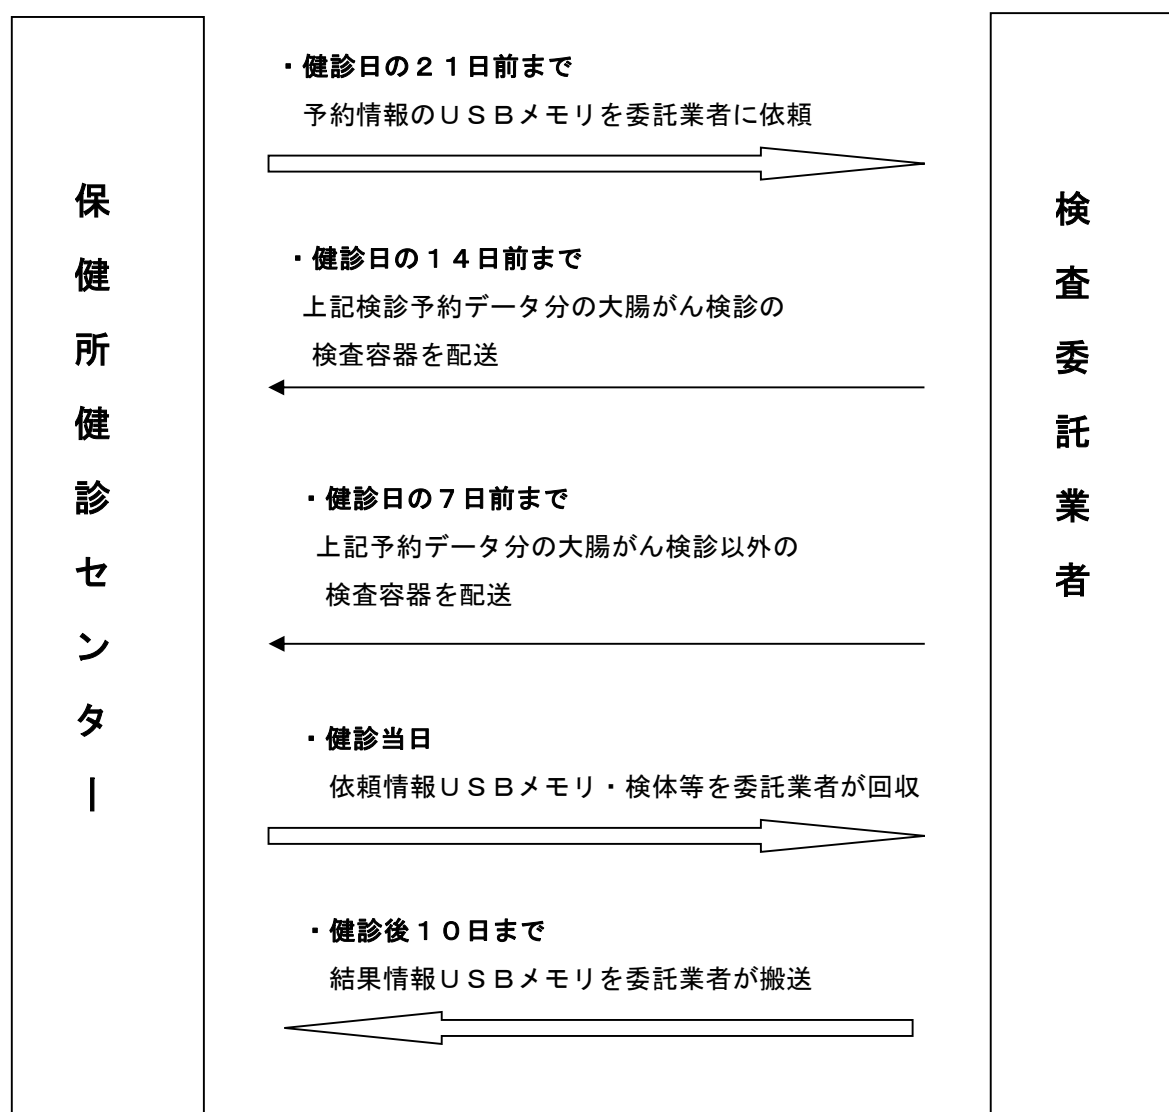 保健所健診センター
・健診日の２１日前まで
予約情報のＵＳＢメモリを委託業者に依頼
・健診日の１４日前まで
上記検診予約データ分の大腸がん検診の
検査容器を配送
・健診日の７日前まで
上記予約データ分の大腸がん検診以外の
検査容器を配送
・健診当日
依頼情報ＵＳＢメモリ・検体等を委託業者が回収
・健診後１０日まで
結果情報ＵＳＢメモリを委託業者が搬送
検査委託業者